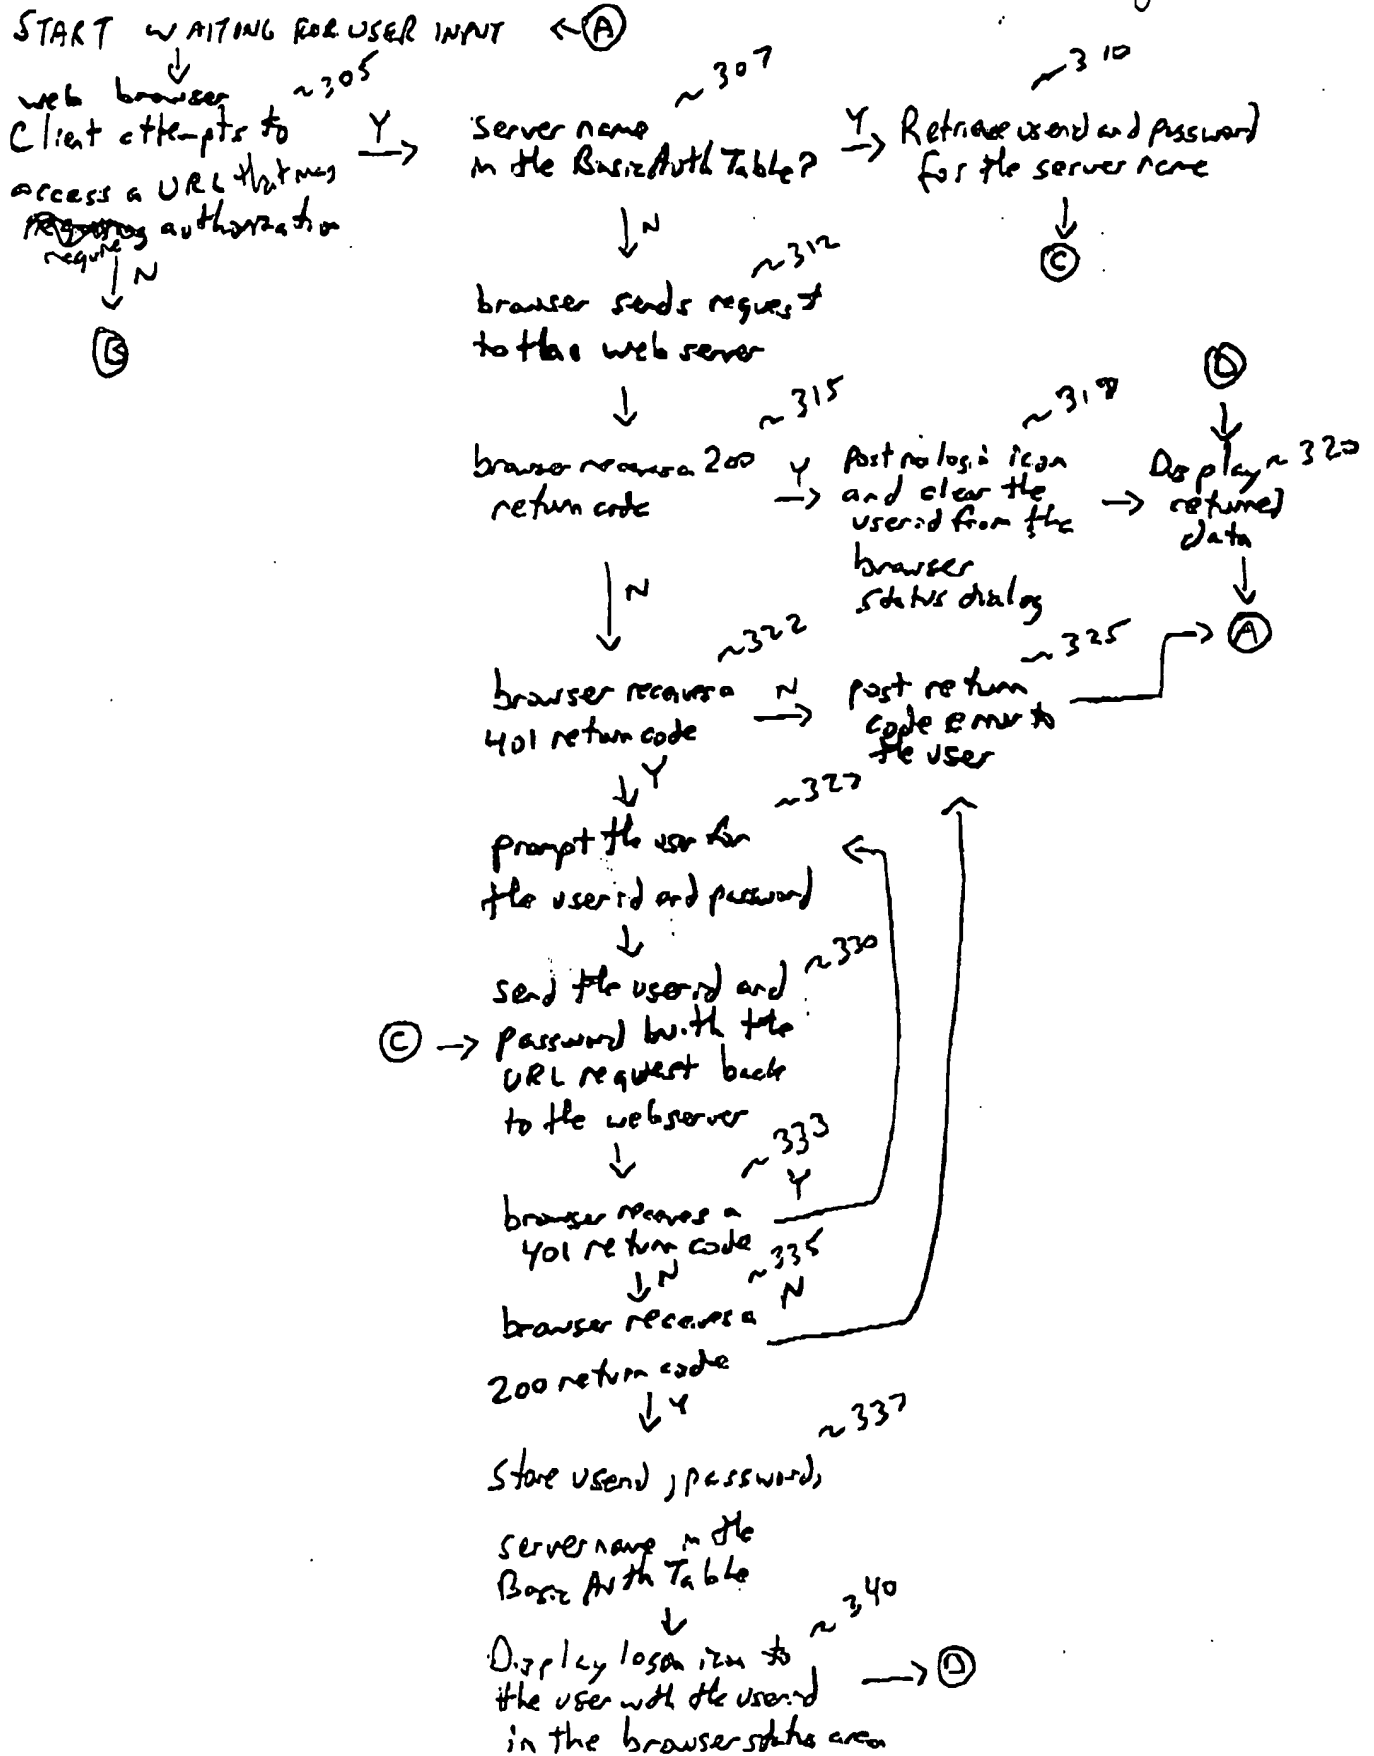 START WAITING FOR USER INPUT ← Ⓐ
web browser ~305
Client attempts to
access a URL that may
require authorization
Y
N
Ⓑ
~307
server name
in the Basic Auth Table?
Y
N
~310
Retrieve userid and password
for the server name
Ⓒ
~312
browser sends request
to the web server
~315
browser receives a 200
return code
Y
N
~318
Post no login icon
and clear the
userid from the
browser
status dialog
Ⓓ
Display ~320
returned
data
Ⓐ
~322
browser receives a
401 return code
N
Y
~325
post return
code error to
the user
~327
prompt the user for
the userid and password
~330
send the userid and
Ⓒ → password with the
URL request back
to the webserver
~333
Y
browser receives a
401 return code
N
~335
N
browser receives a
200 return code
Y
~337
Store userid, password,
servername in the
Basic Auth Table
~340
Display logon icon to
the user with the userid → Ⓓ
in the browser status area